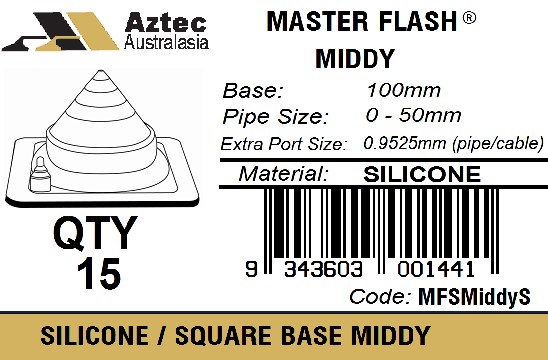 Aztec
Australasia
MASTER FLASH®
MIDDY
Base: 100mm
Pipe Size: 0 - 50mm
Extra Port Size: 0.9525mm (pipe/cable)
Material: SILICONE
QTY
15
9 343603 001441
Code: MFSMiddyS
SILICONE / SQUARE BASE MIDDY